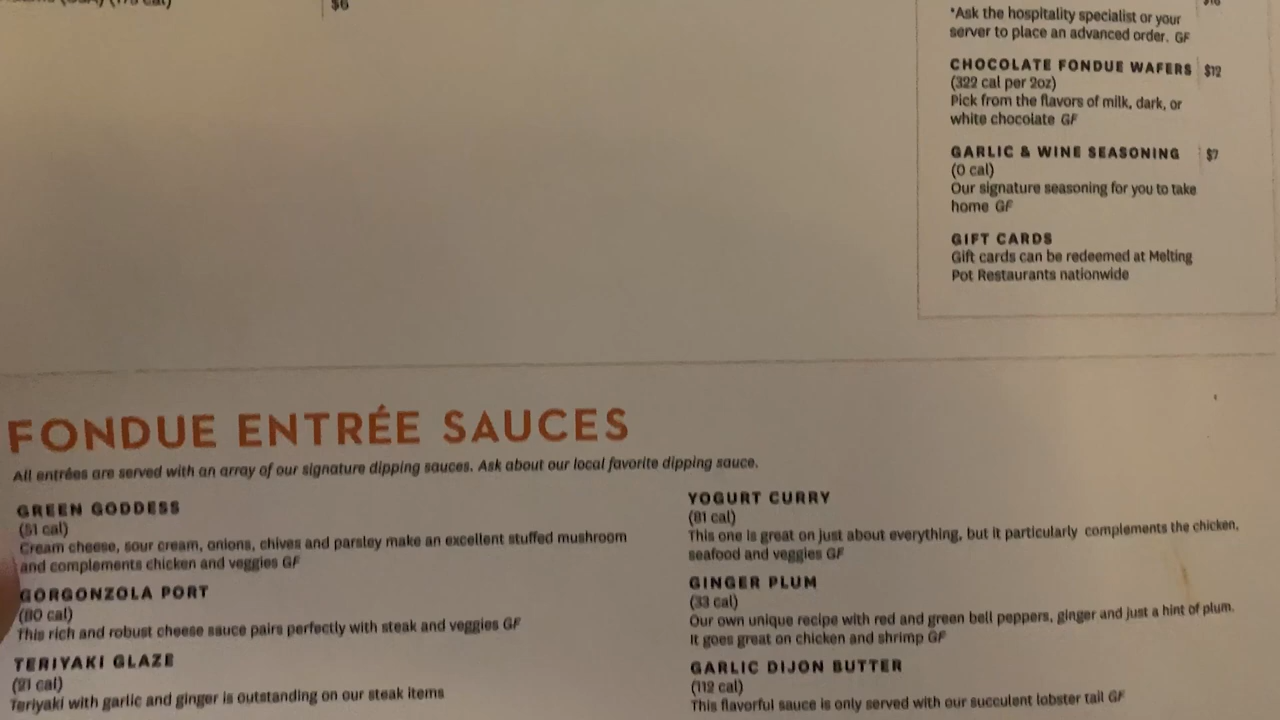 $6
*Ask the hospitality specialist or your
server to place an advanced order. GF
CHOCOLATE FONDUE WAFERS $12
(322 cal per 2oz)
Pick from the flavors of milk, dark, or
white chocolate GF
GARLIC & WINE SEASONING $7
(0 cal)
Our signature seasoning for you to take
home GF
GIFT CARDS
Gift cards can be redeemed at Melting
Pot Restaurants nationwide
FONDUE ENTRÉE SAUCES
All entrées are served with an array of our signature dipping sauces. Ask about our local favorite dipping sauce.
GREEN GODDESS
(51 cal)
Cream cheese, sour cream, onions, chives and parsley make an excellent stuffed mushroom
and complements chicken and veggies GF
GORGONZOLA PORT
(80 cal)
This rich and robust cheese sauce pairs perfectly with steak and veggies GF
TERIYAKI GLAZE
(21 cal)
Teriyaki with garlic and ginger is outstanding on our steak items
YOGURT CURRY
(81 cal)
This one is great on just about everything, but it particularly complements the chicken,
seafood and veggies GF
GINGER PLUM
(33 cal)
Our own unique recipe with red and green bell peppers, ginger and just a hint of plum.
It goes great on chicken and shrimp GF
GARLIC DIJON BUTTER
(112 cal)
This flavorful sauce is only served with our succulent lobster tail GF